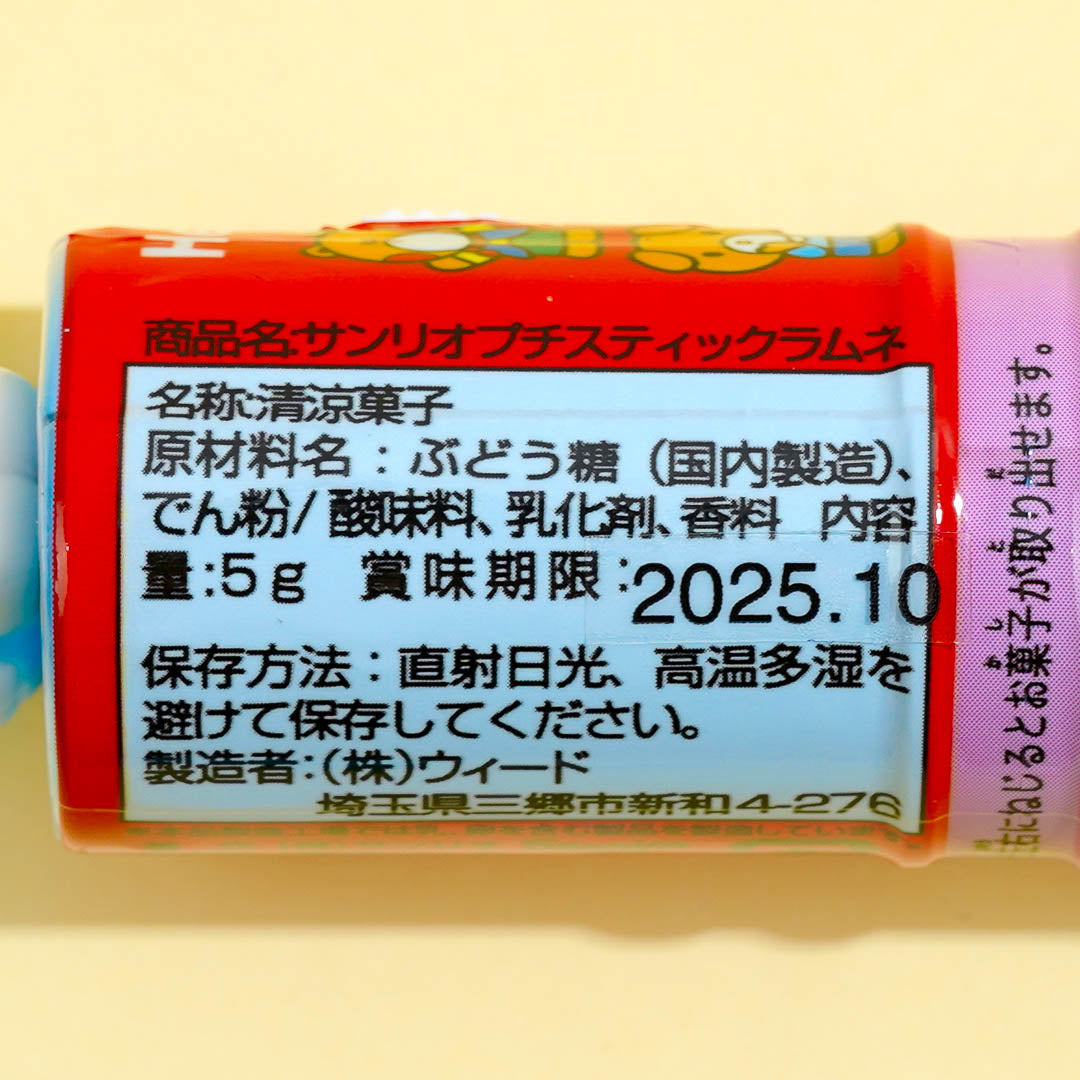 商品名:サンリオプチスティックラムネ
名称:清涼菓子
原材料名：ぶどう糖（国内製造）、
でん粉/酸味料、乳化剤、香料　内容
量:5g　賞味期限:2025.10
保存方法：直射日光、高温多湿を
避けて保存してください。
製造者:(株)ウィード
埼玉県三郷市新和4-276
左右にねじるとお菓子が取り出せます。